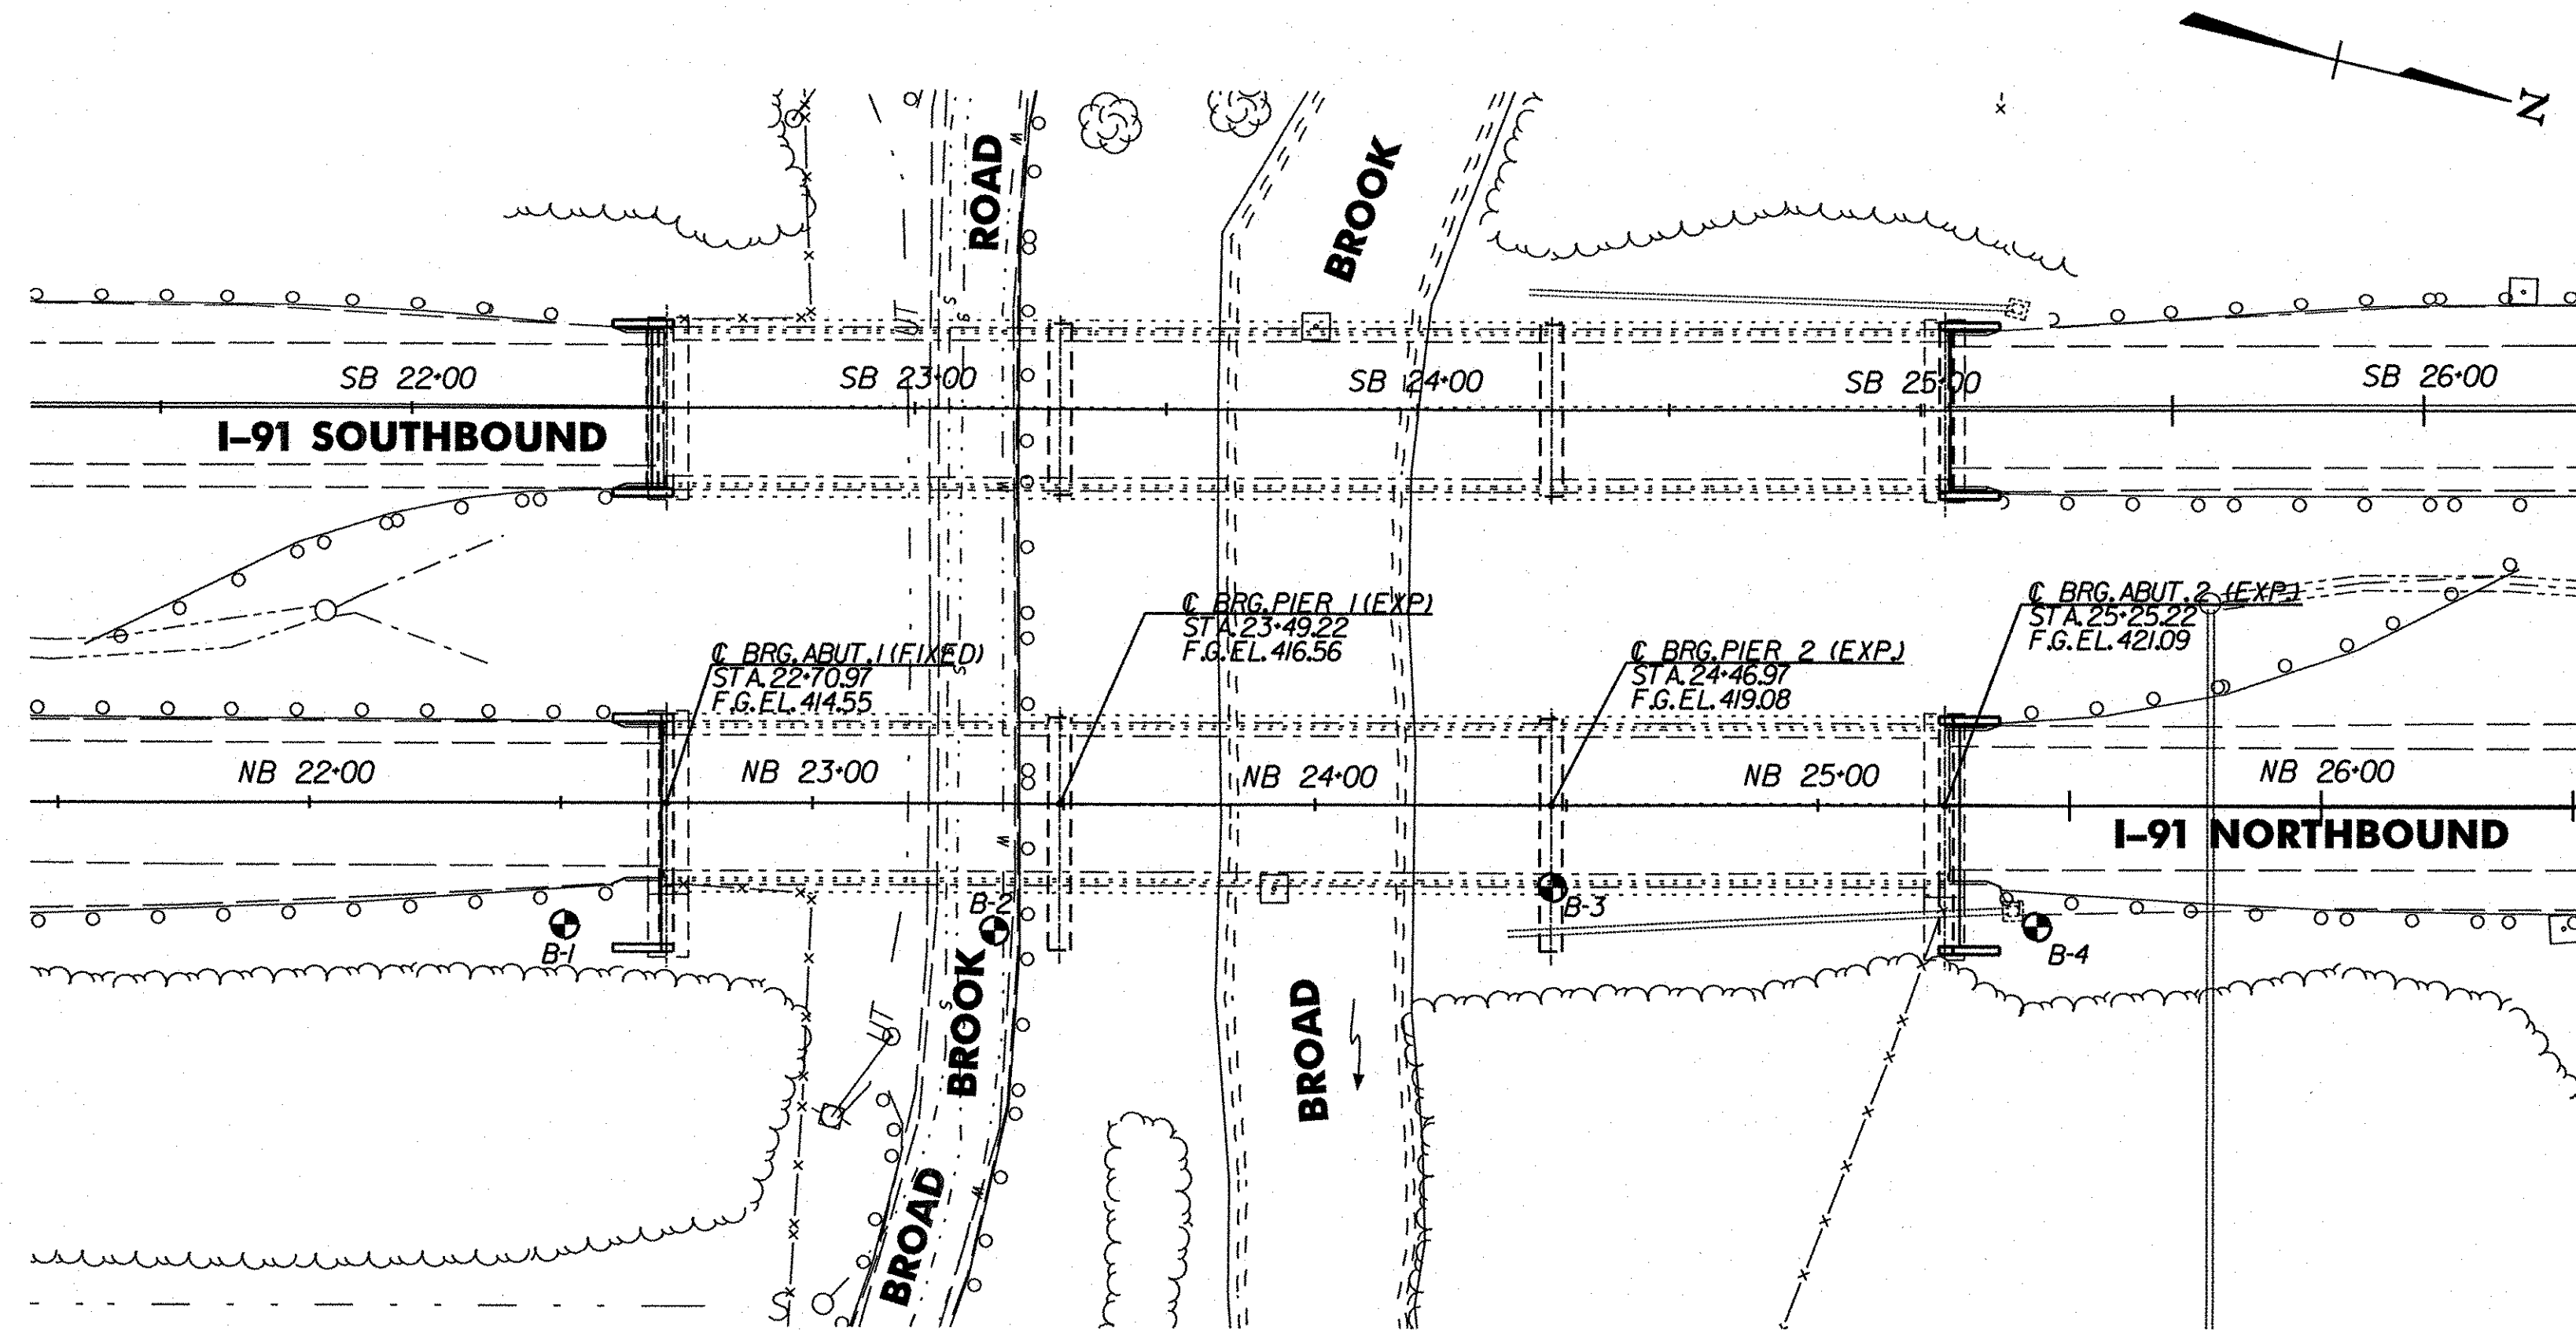 N
ROAD
BROOK
SB 22+00
SB 23+00
SB 24+00
SB 25+00
SB 26+00
I-91 SOUTHBOUND
UT
℄ BRG. ABUT. 1 (FIXED)
STA. 22+70.97
F.G. EL. 414.55
℄ BRG. PIER 1 (EXP)
STA. 23+49.22
F.G. EL. 416.56
℄ BRG. PIER 2 (EXP.)
STA. 24+46.97
F.G. EL. 419.08
℄ BRG. ABUT. 2 (EXP.)
STA. 25+25.22
F.G. EL. 421.09
NB 22+00
NB 23+00
NB 24+00
NB 25+00
NB 26+00
I-91 NORTHBOUND
B-1
B-2
B-3
B-4
UT
BROOK
BROAD
BROAD